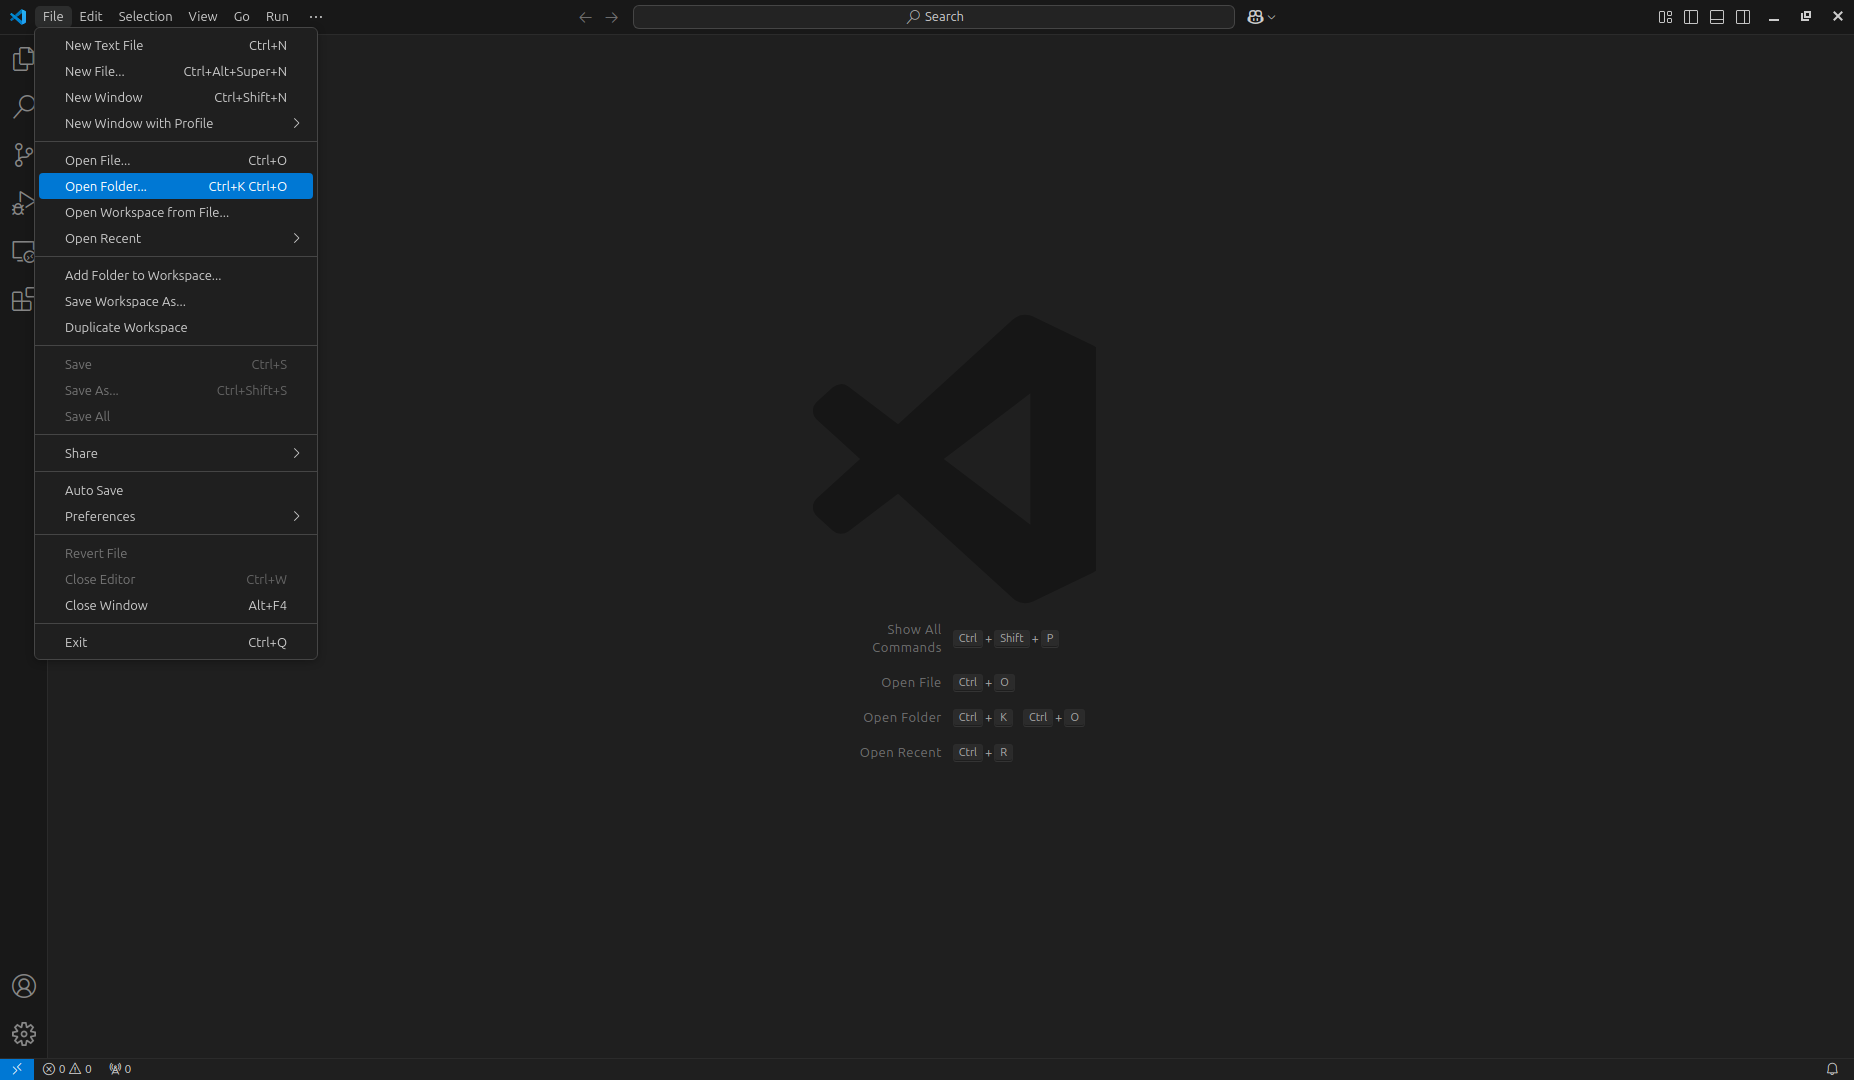 File Edit Selection View Go Run ···
Search
New Text File Ctrl+N
New File... Ctrl+Alt+Super+N
New Window Ctrl+Shift+N
New Window with Profile
Open File... Ctrl+O
Open Folder... Ctrl+K Ctrl+O
Open Workspace from File...
Open Recent
Add Folder to Workspace...
Save Workspace As...
Duplicate Workspace
Save Ctrl+S
Save As... Ctrl+Shift+S
Save All
Share
Auto Save
Preferences
Revert File
Close Editor Ctrl+W
Close Window Alt+F4
Exit Ctrl+Q
Show All
Commands Ctrl + Shift + P
Open File Ctrl + O
Open Folder Ctrl + K Ctrl + O
Open Recent Ctrl + R
0 0 0